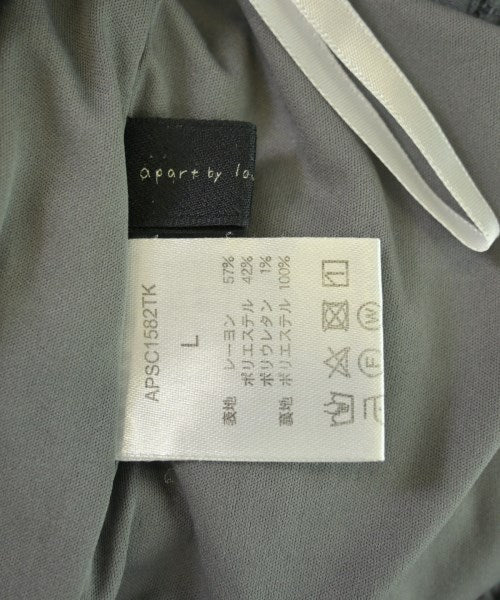 apart by lo
APSC1582TK
L
表地 レーヨン 57%
ポリエステル 42%
ポリウレタン 1%
裏地 ポリエステル 100%
W
F